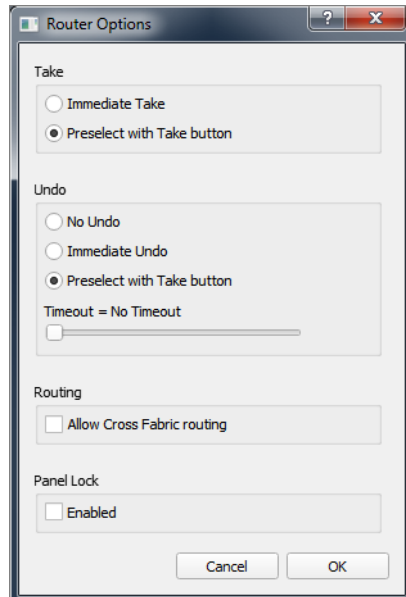 Router Options
Take
Immediate Take
Preselect with Take button
Undo
No Undo
Immediate Undo
Preselect with Take button
Timeout = No Timeout
Routing
Allow Cross Fabric routing
Panel Lock
Enabled
Cancel OK